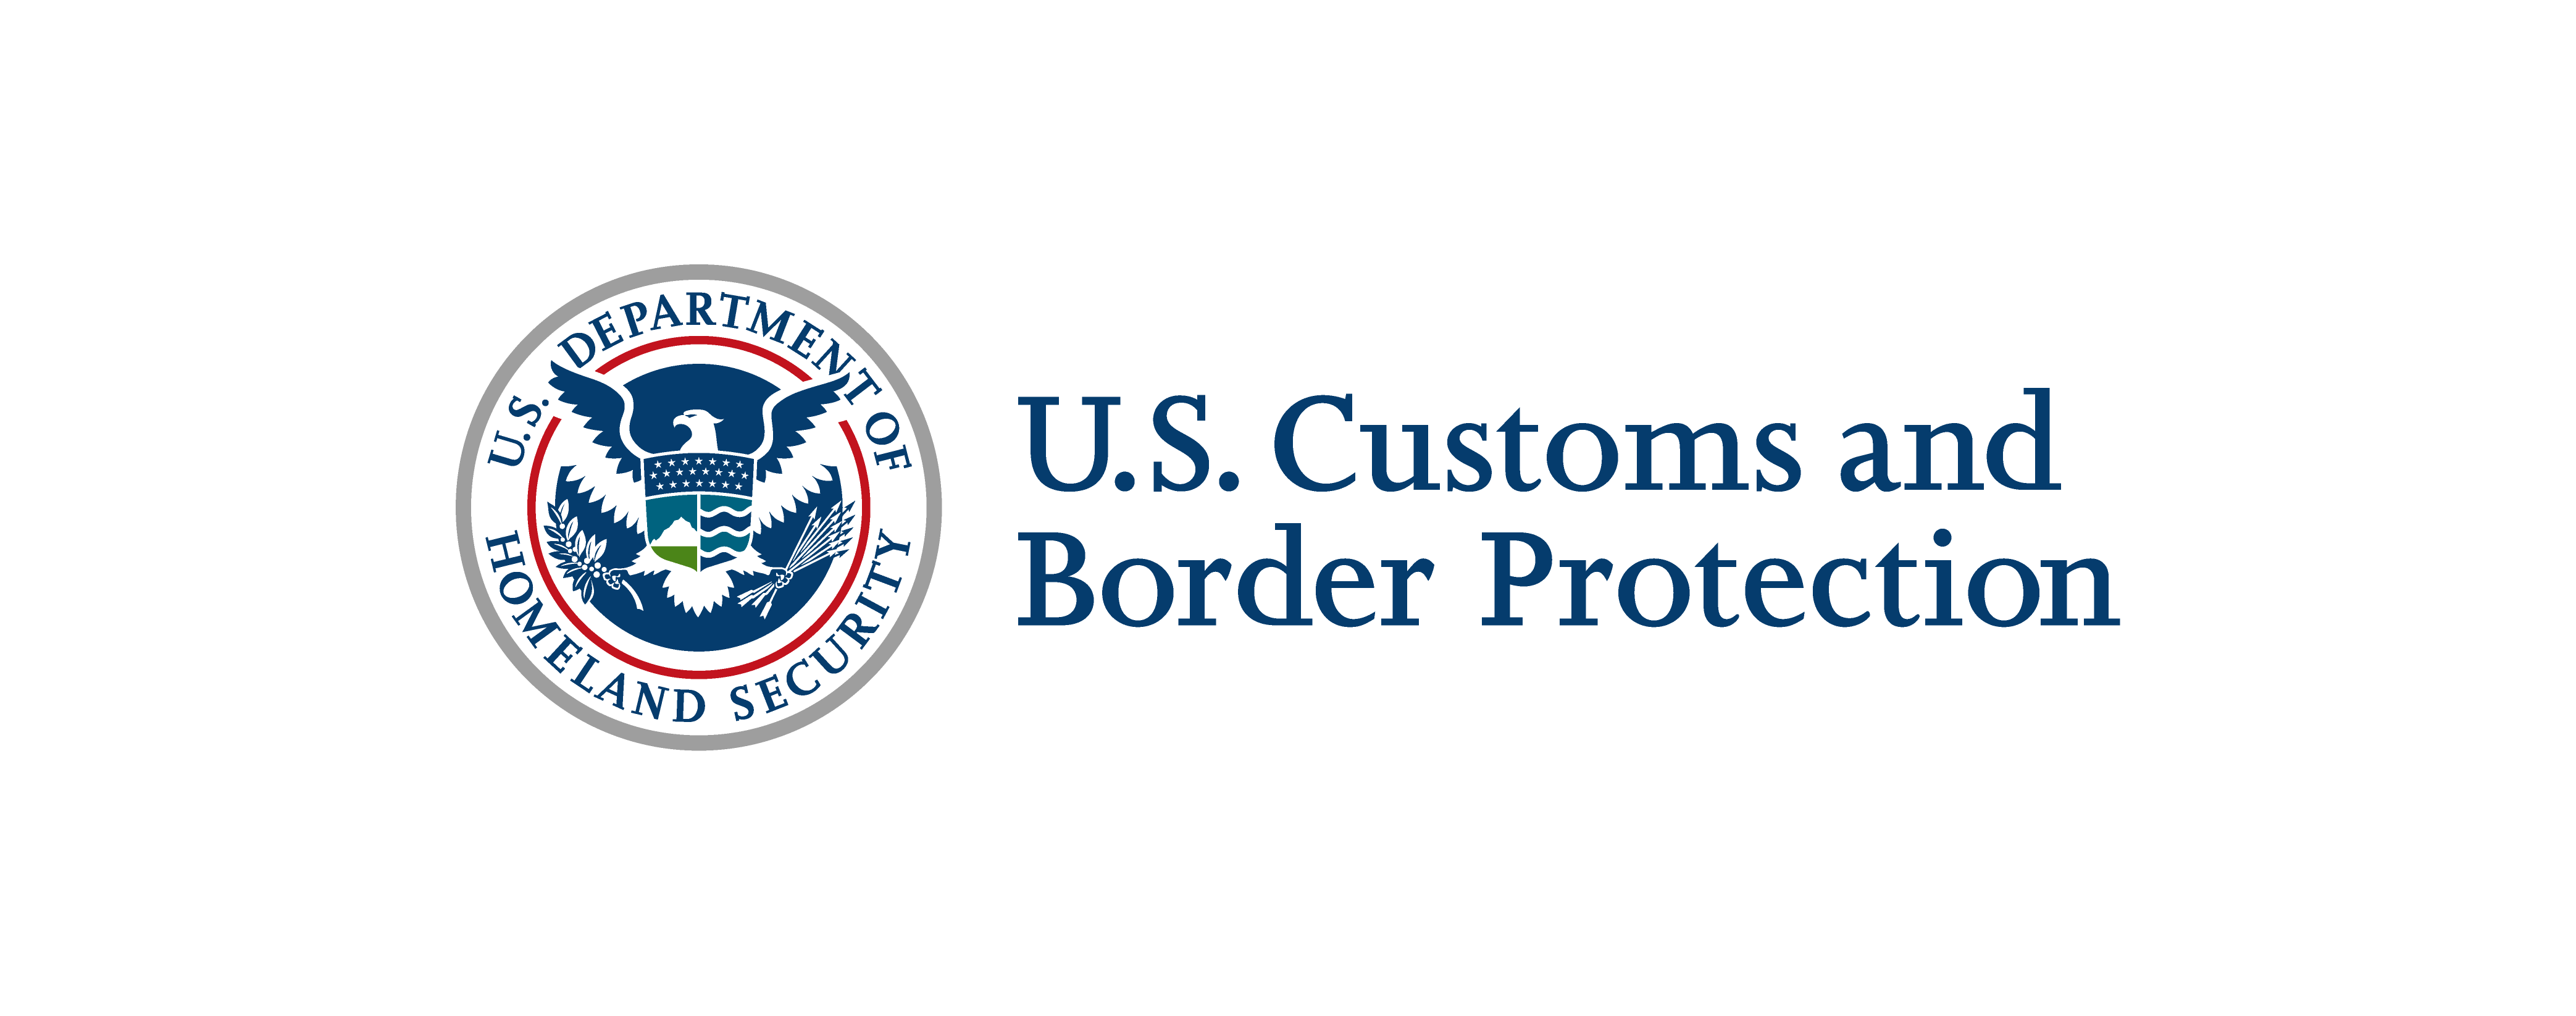 U.S. DEPARTMENT OF
HOMELAND SECURITY
U.S. Customs and
Border Protection